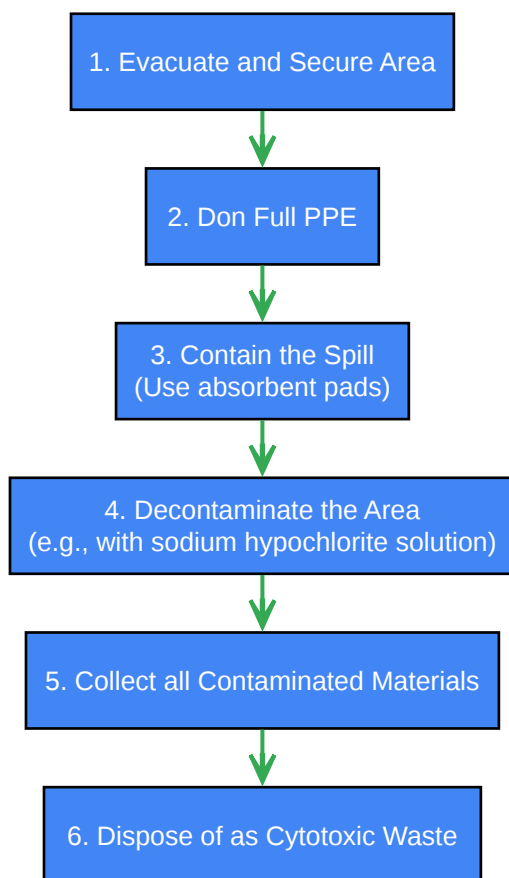 1. Evacuate and Secure Area
2. Don Full PPE
3. Contain the Spill
(Use absorbent pads)
4. Decontaminate the Area
(e.g., with sodium hypochlorite solution)
5. Collect all Contaminated Materials
6. Dispose of as Cytotoxic Waste